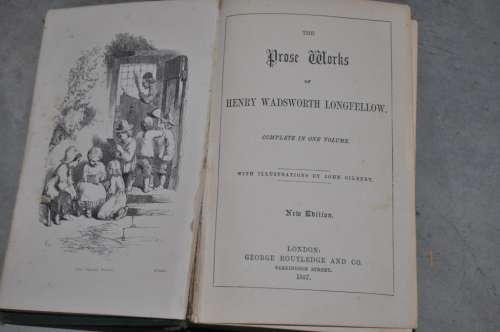 THE
Prose Works
OF
HENRY WADSWORTH LONGFELLOW.
COMPLETE IN ONE VOLUME.
WITH ILLUSTRATIONS BY JOHN GILBERT.
New Edition.
LONDON:
GEORGE ROUTLEDGE AND CO.
FARRINGDON STREET.
1857.